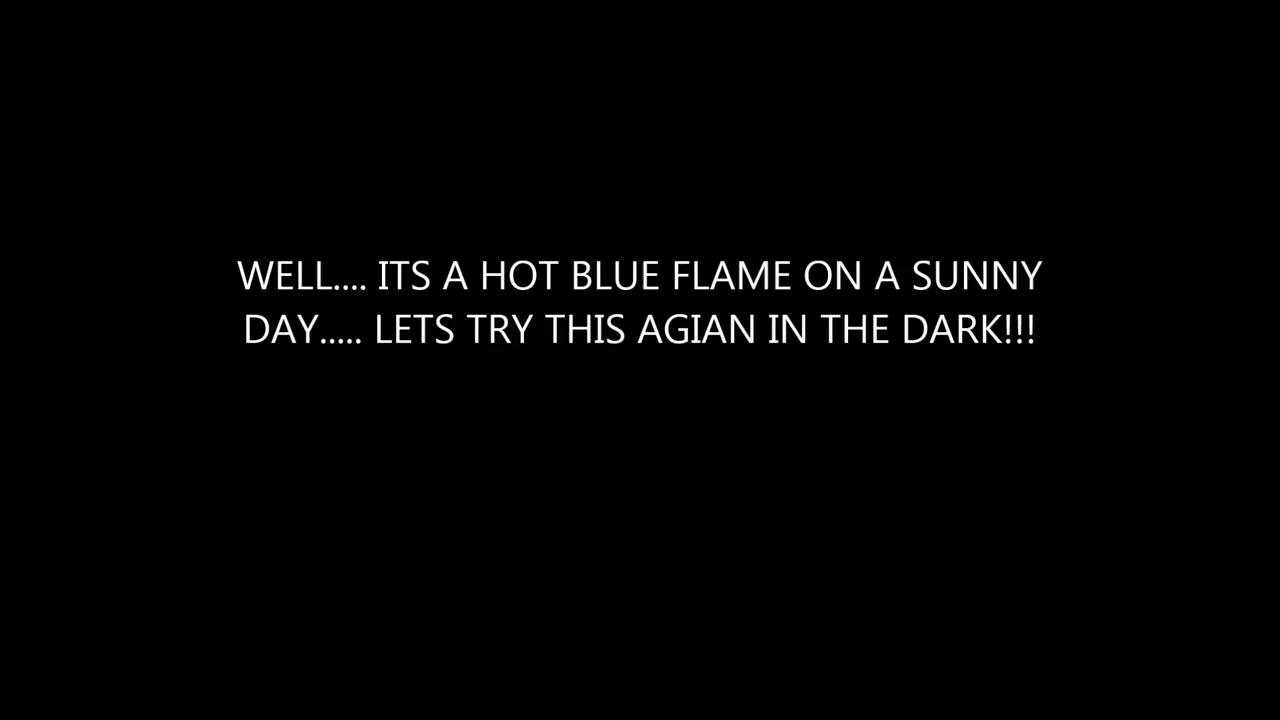 WELL.... ITS A HOT BLUE FLAME ON A SUNNY
DAY..... LETS TRY THIS AGIAN IN THE DARK!!!